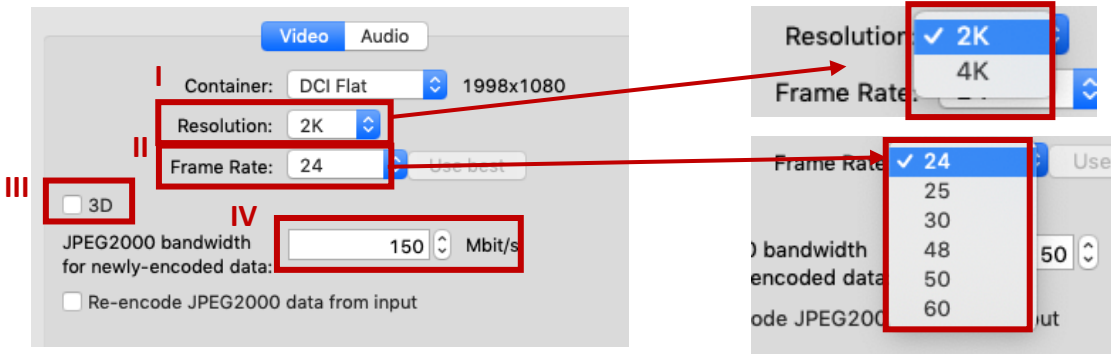 Video Audio
I
Container: DCI Flat 1998x1080
Resolution: 2K
II
Frame Rate: 24 Use best
III
3D
IV
JPEG2000 bandwidth
for newly-encoded data:
150 Mbit/s
Re-encode JPEG2000 data from input
Resolution: ✓ 2K
4K
Frame Rate:
Frame Rate ✓ 24 Use
25
30
bandwidth 48 50
encoded data 50
ode JPEG200 60 out